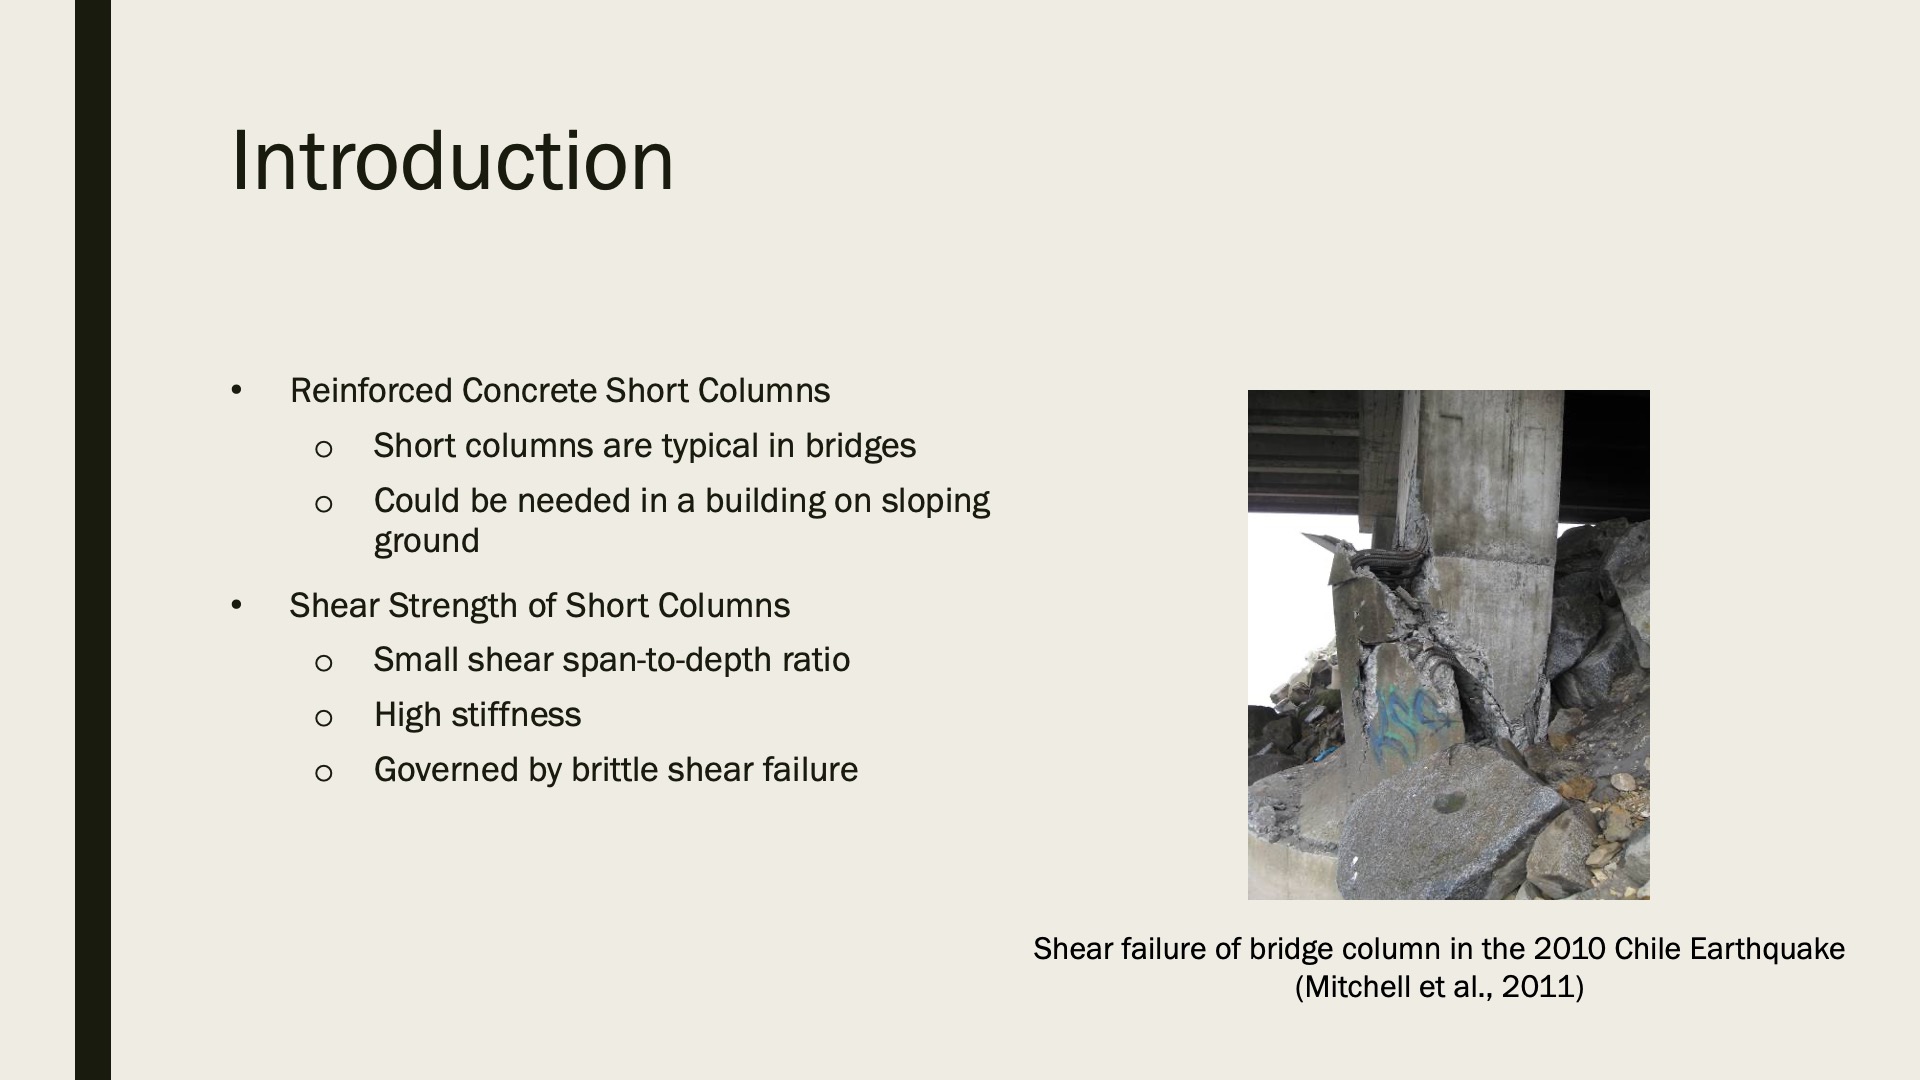 Introduction
• Reinforced Concrete Short Columns
o Short columns are typical in bridges
o Could be needed in a building on sloping
ground
• Shear Strength of Short Columns
o Small shear span-to-depth ratio
o High stiffness
o Governed by brittle shear failure
Shear failure of bridge column in the 2010 Chile Earthquake
(Mitchell et al., 2011)